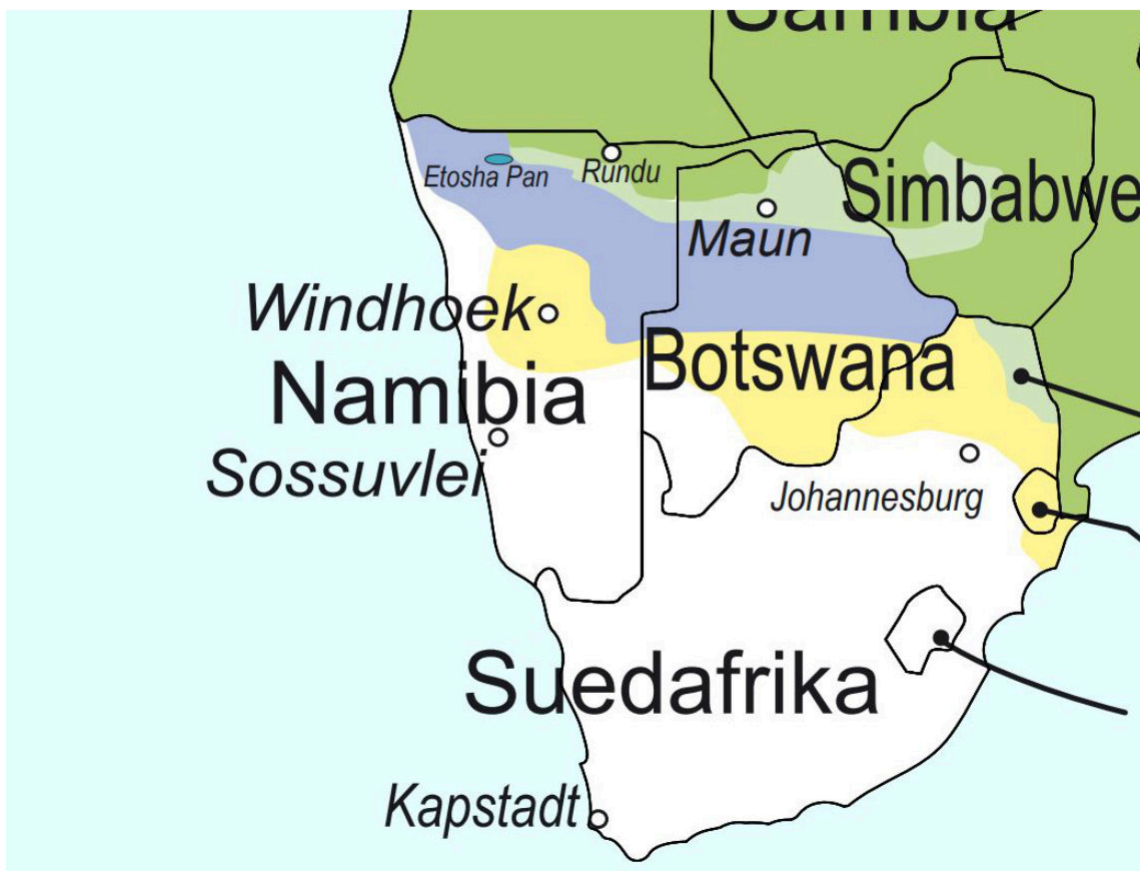 Sambia
Etosha Pan
Rundu
Simbabwe
Maun
Windhoek
Botswana
Namibia
Sossuvlei
Johannesburg
Suedafrika
Kapstadt